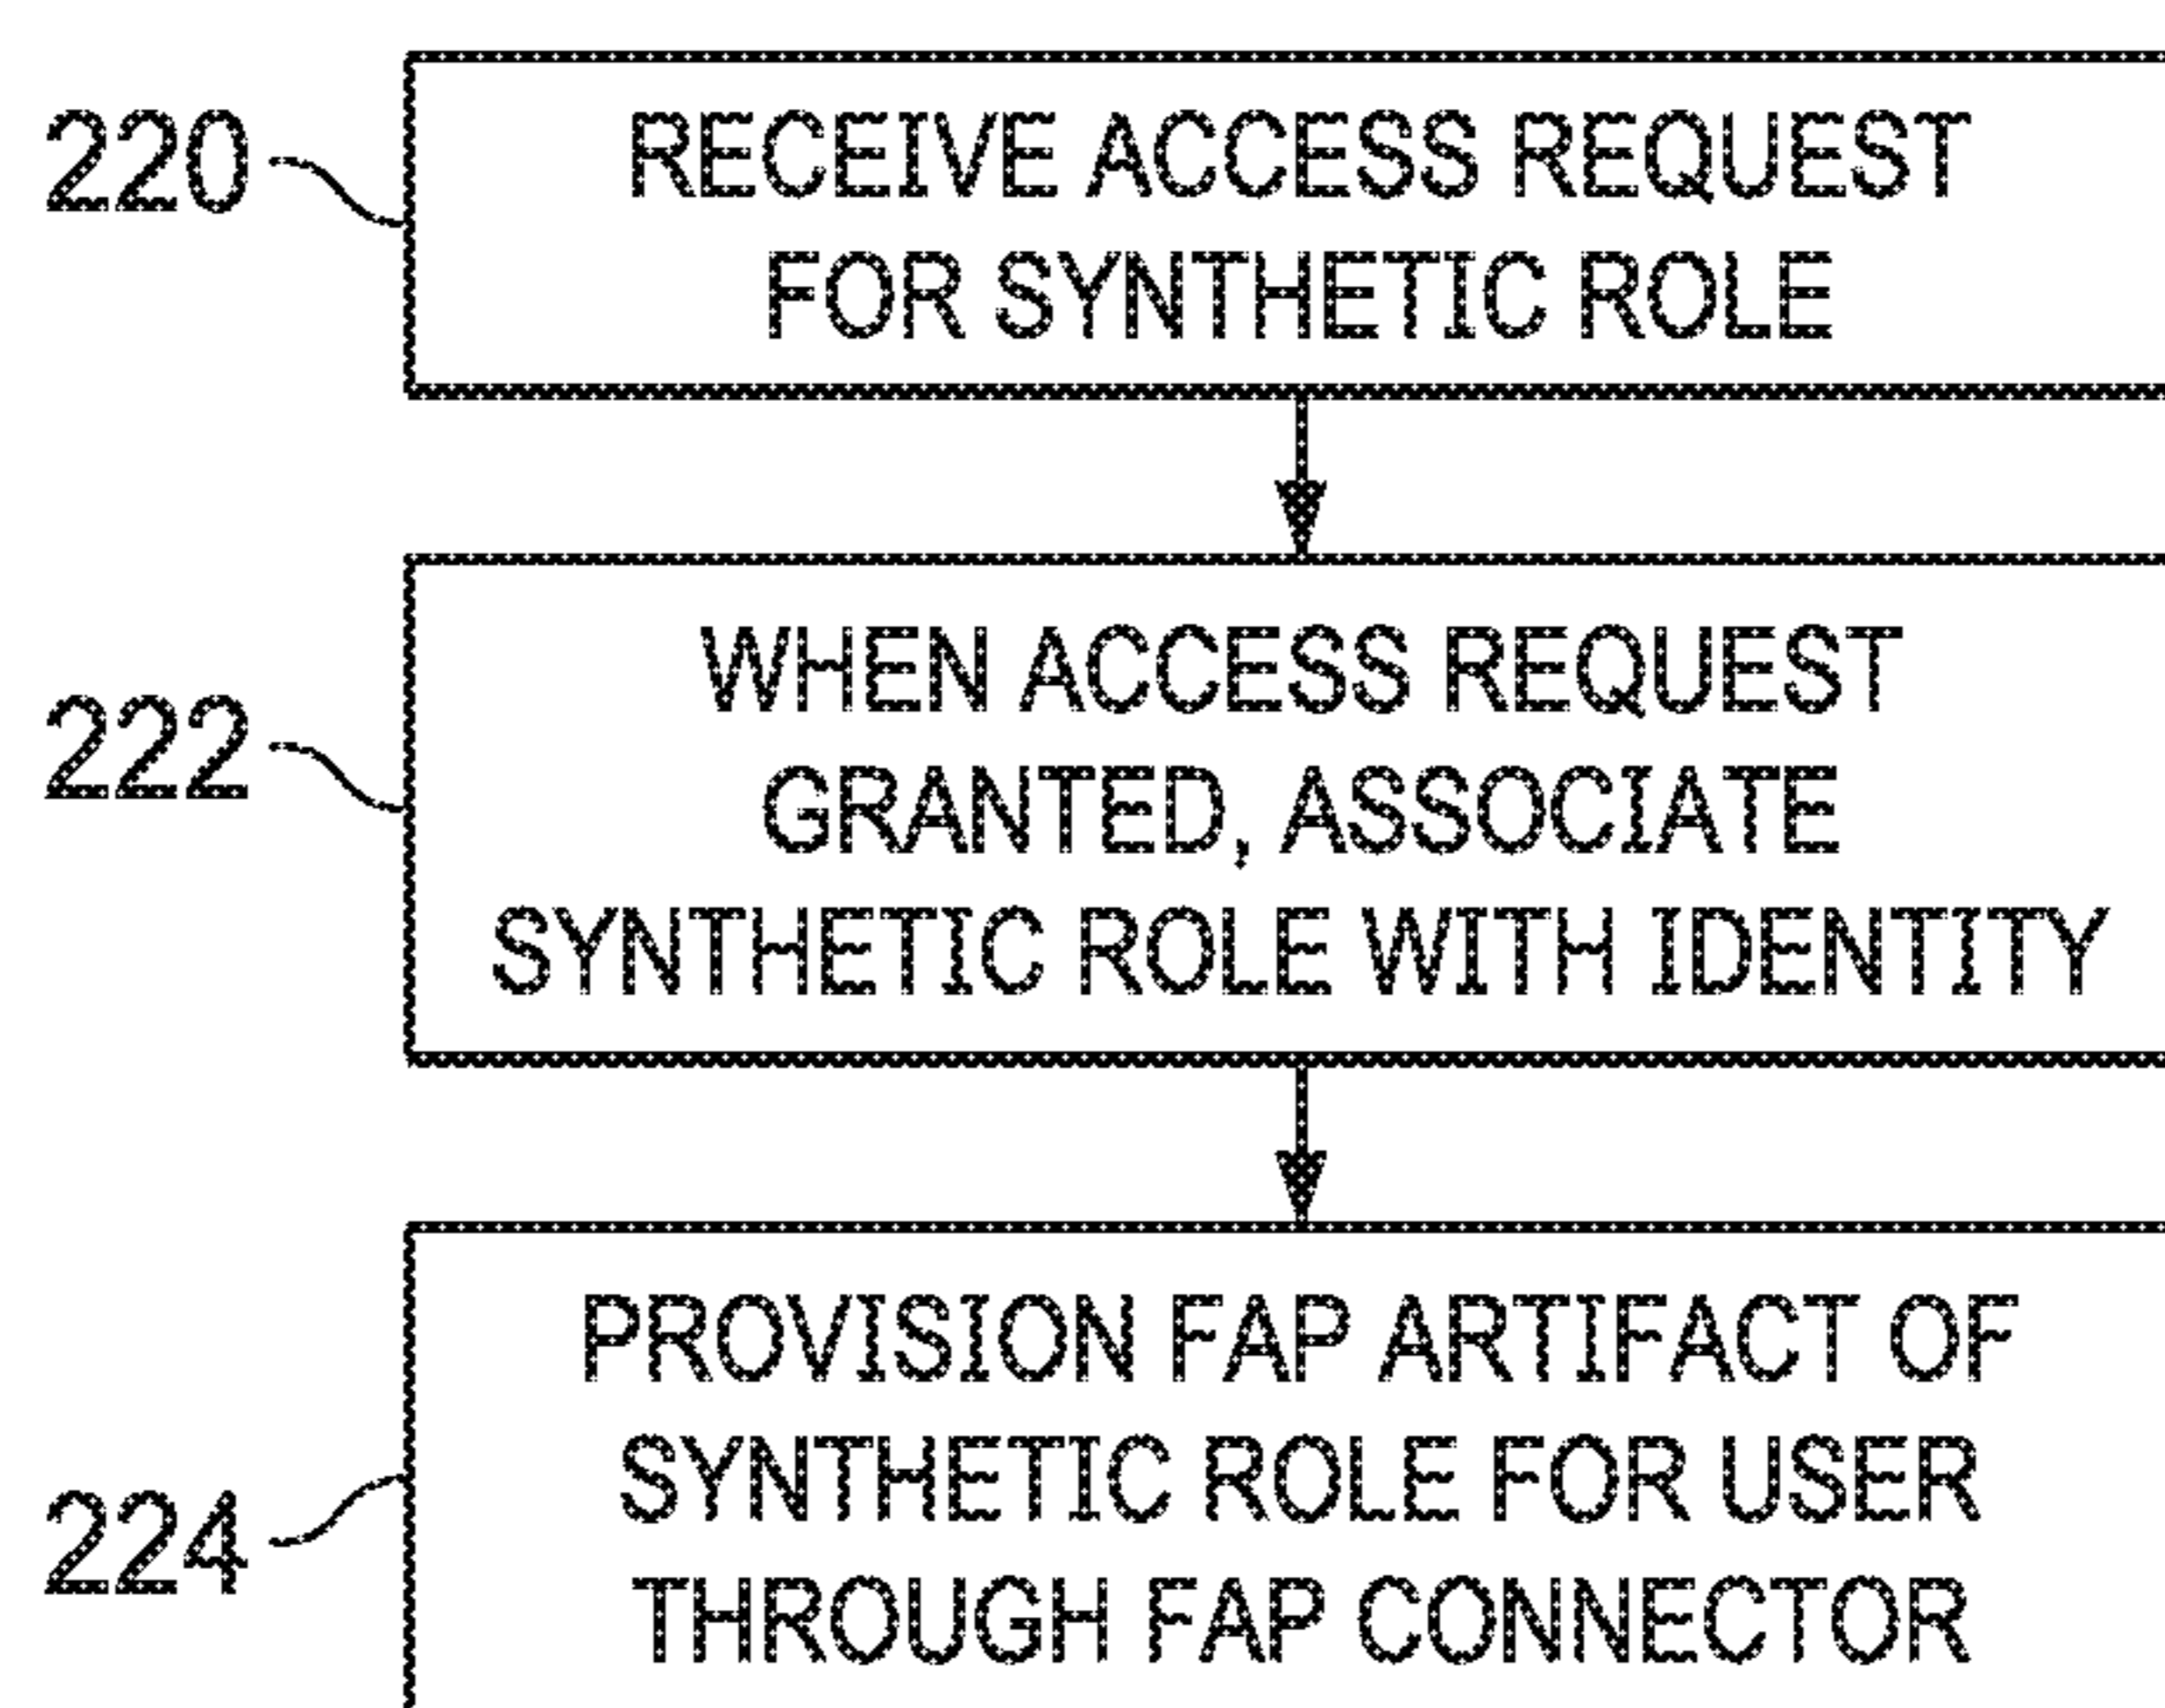 220
RECEIVE ACCESS REQUEST
FOR SYNTHETIC ROLE
222
WHEN ACCESS REQUEST
GRANTED, ASSOCIATE
SYNTHETIC ROLE WITH IDENTITY
224
PROVISION FAP ARTIFACT OF
SYNTHETIC ROLE FOR USER
THROUGH FAP CONNECTOR